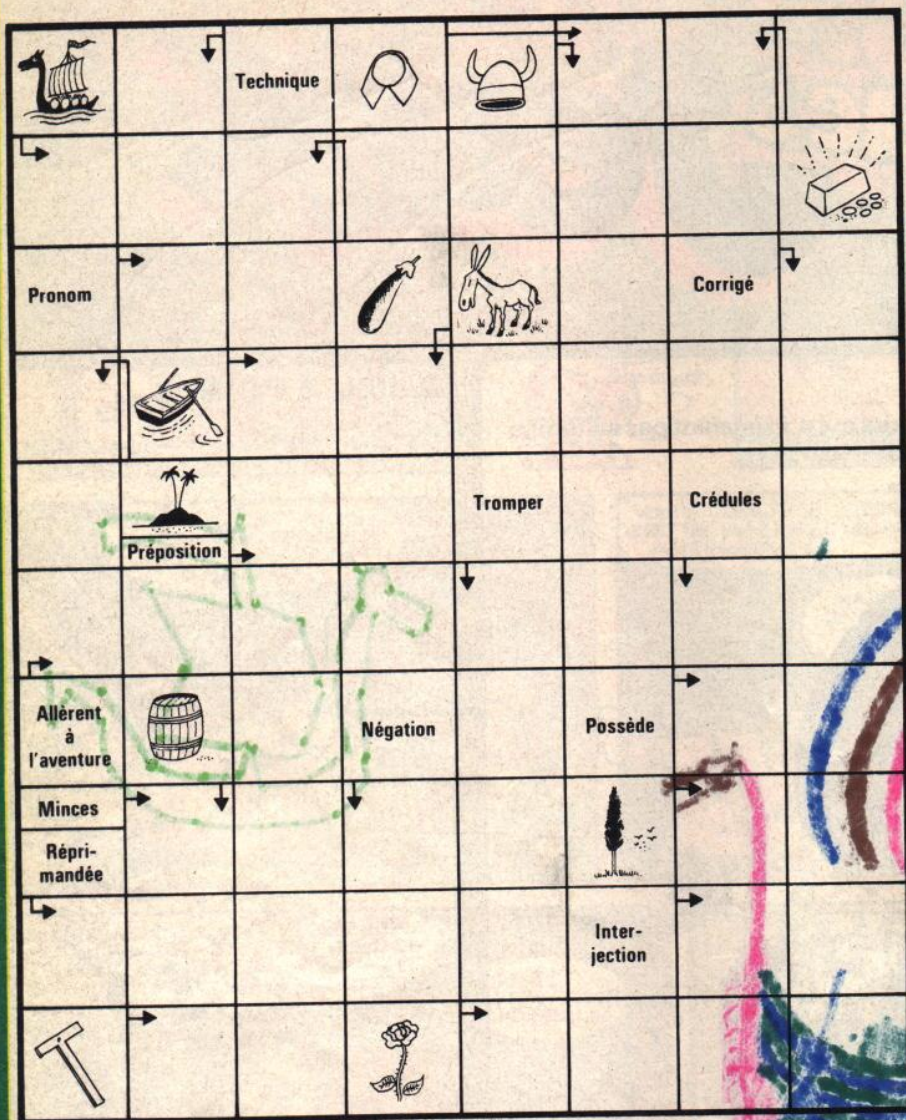 Technique
Pronom
Corrigé
Préposition
Tromper
Crédules
Allèrent
à
l'aventure
Négation
Possède
Minces
Répri-
mandée
Inter-
jection